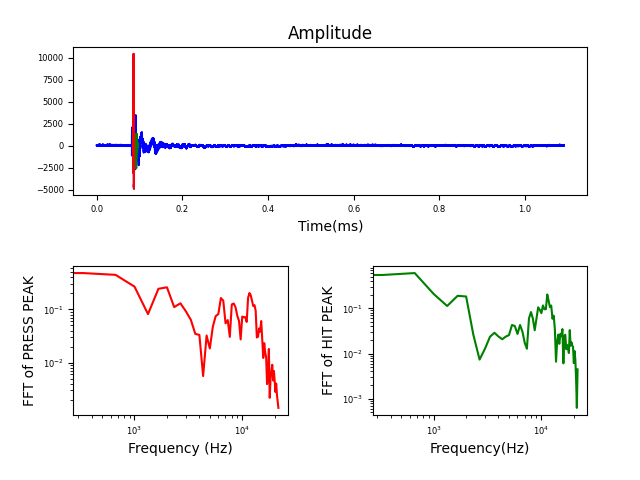 Amplitude
10000
7500
5000
2500
0
−2500
−5000
0.0 0.2 0.4 0.6 0.8 1.0
Time(ms)
FFT of PRESS PEAK
10⁻¹
10⁻²
10³ 10⁴
Frequency (Hz)
FFT of HIT PEAK
10⁻¹
10⁻²
10⁻³
10³ 10⁴
Frequency(Hz)